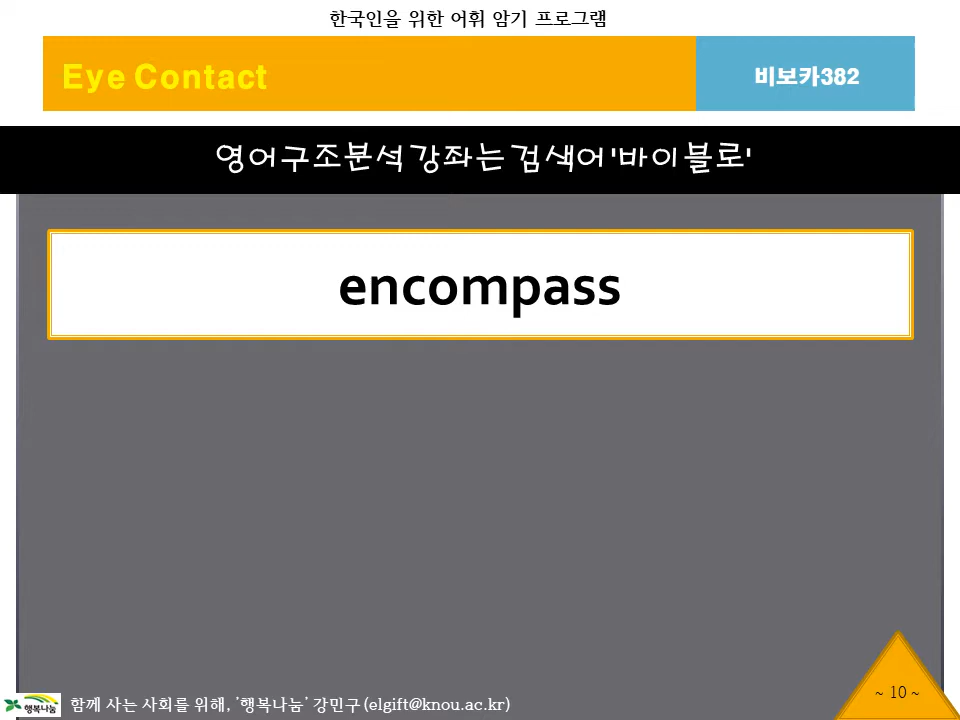 한국인을 위한 어휘 암기 프로그램
Eye Contact
비보카382
영어구조분석 강좌는 검색어 '바이블로'
encompass
~ 10 ~
행복나눔
함께 사는 사회를 위해, '행복나눔' 강민구 (elgift@knou.ac.kr)